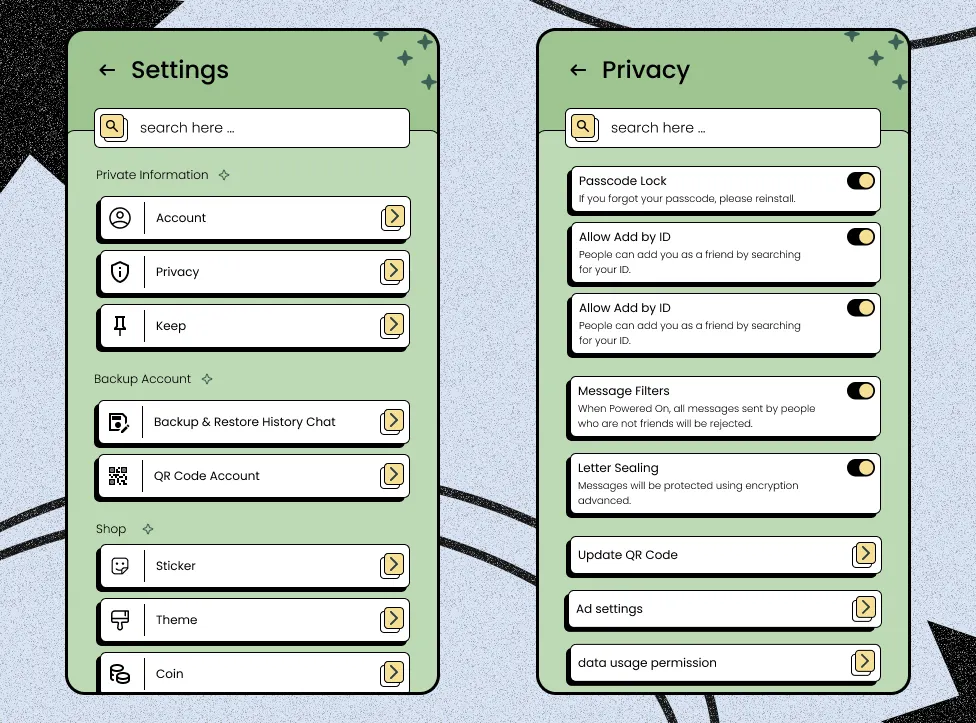 Settings
search here ...
Private Information
Account
Privacy
Keep
Backup Account
Backup & Restore History Chat
QR Code Account
Shop
Sticker
Theme
Coin
Privacy
search here ...
Passcode Lock
If you forgot your passcode, please reinstall.
Allow Add by ID
People can add you as a friend by searching
for your ID.
Allow Add by ID
People can add you as a friend by searching
for your ID.
Message Filters
When Powered On, all messages sent by people
who are not friends will be rejected.
Letter Sealing
Messages will be protected using encryption
advanced.
Update QR Code
Ad settings
data usage permission